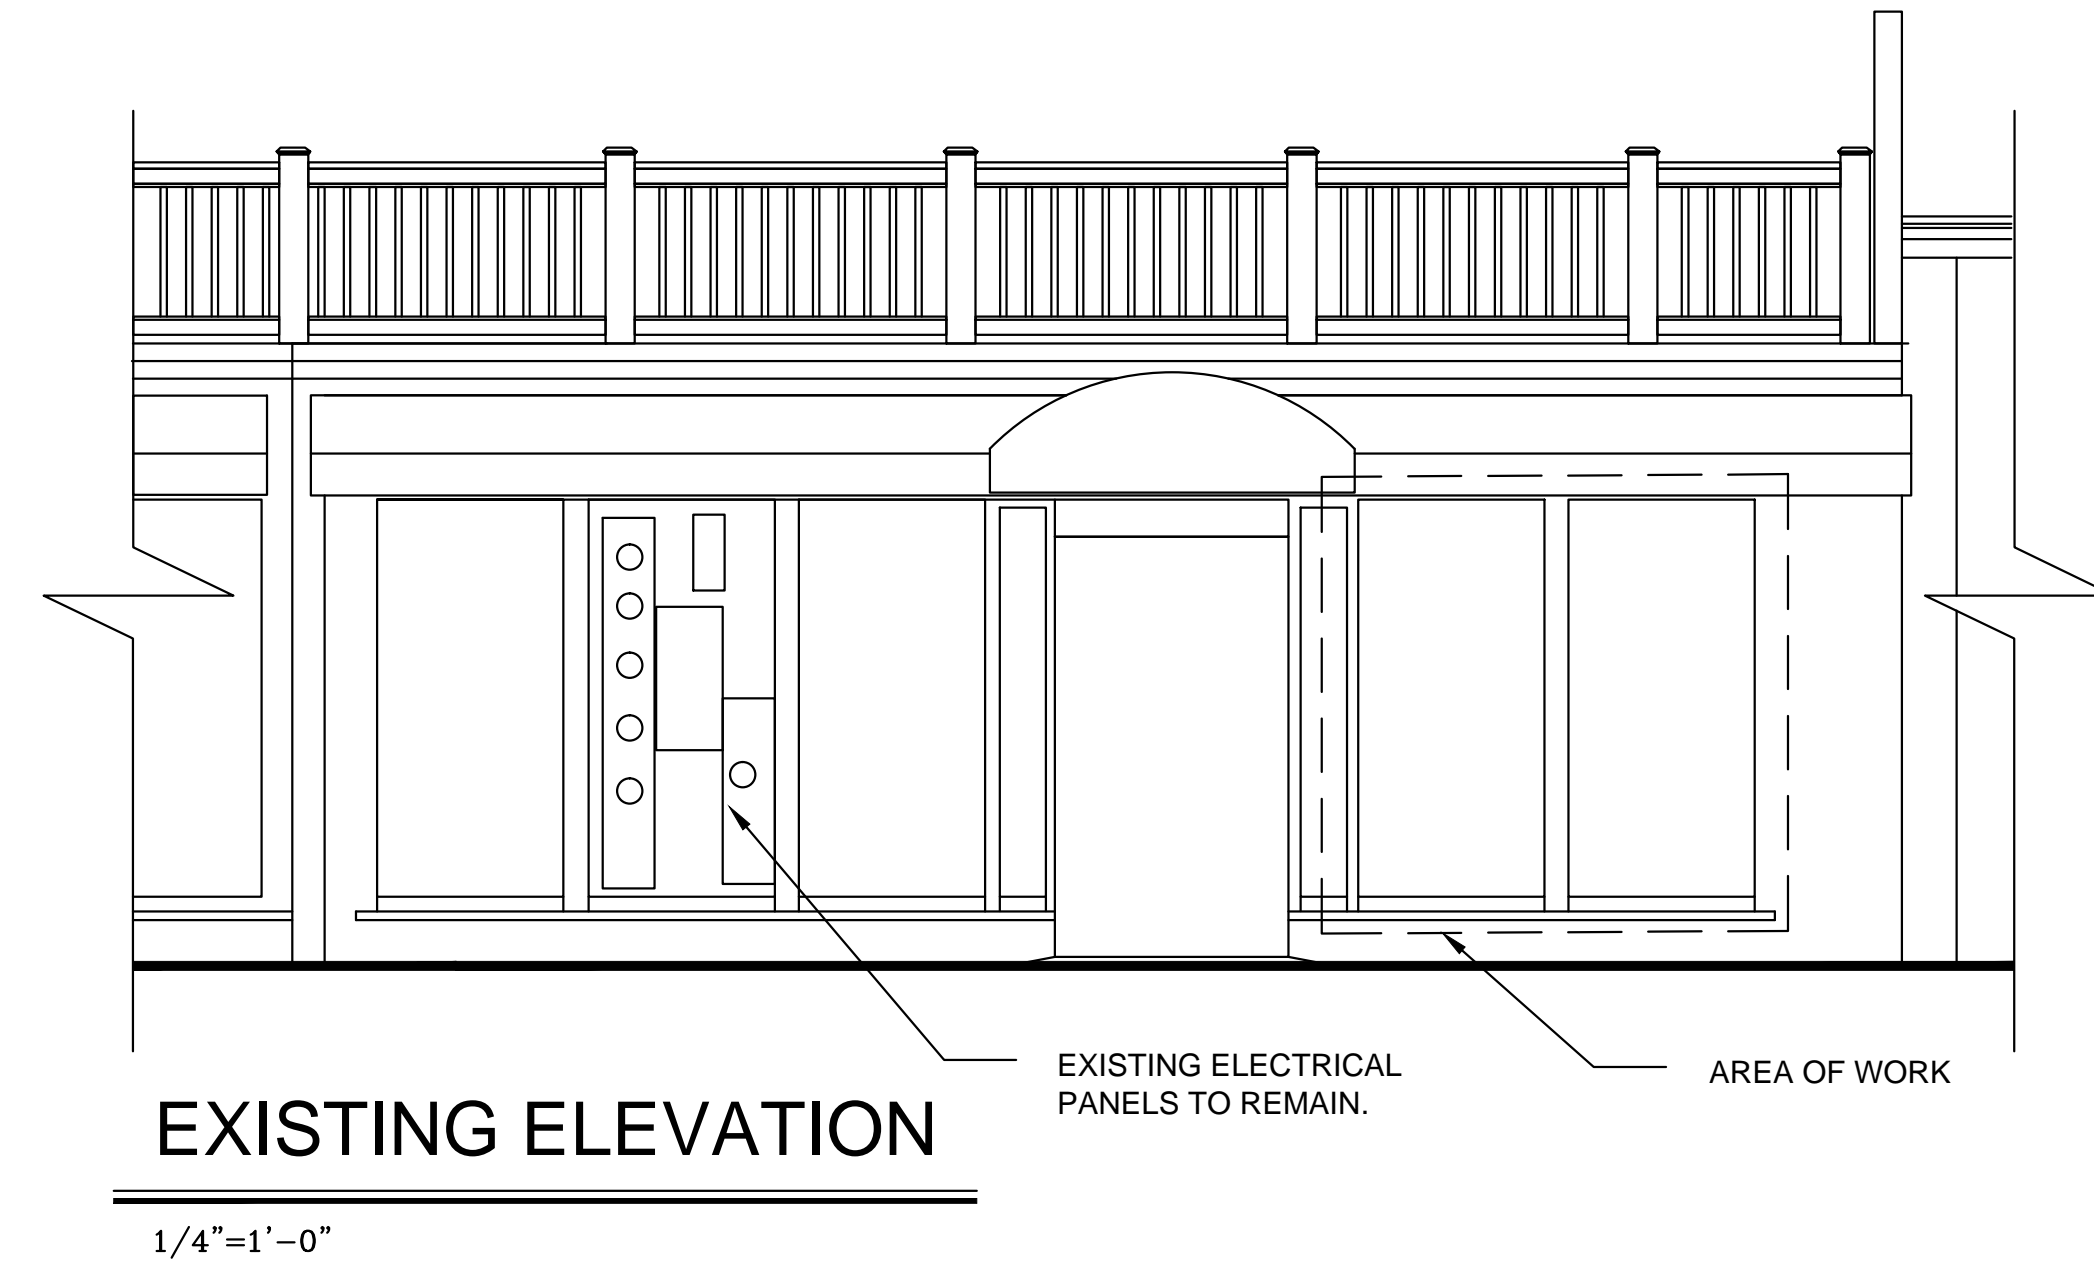 EXISTING ELECTRICAL
PANELS TO REMAIN.
AREA OF WORK
EXISTING ELEVATION
1/4”=1’-0”